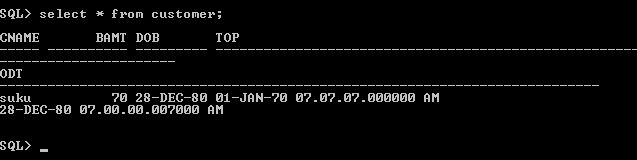 SQL> select * from customer;
CNAME BAMT DOB TOP
----- ---------- --------- ----------------------------------------------------
----------------------
ODT
---------------------------------------------------------------------------
suku 70 28-DEC-80 01-JAN-70 07.07.07.000000 AM
28-DEC-80 07.00.00.007000 AM
SQL> _